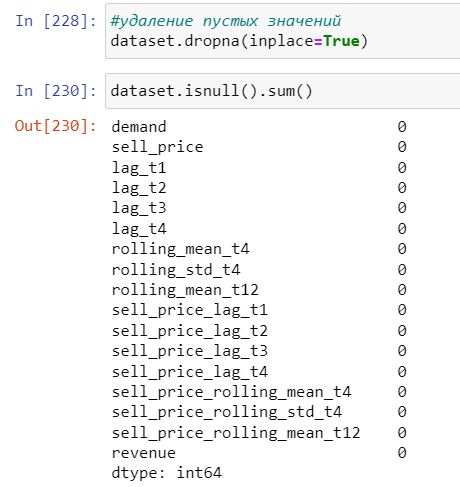 In [228]: #удаление пустых значений
dataset.dropna(inplace=True)
In [230]: dataset.isnull().sum()
Out[230]: demand 0
sell_price 0
lag_t1 0
lag_t2 0
lag_t3 0
lag_t4 0
rolling_mean_t4 0
rolling_std_t4 0
rolling_mean_t12 0
sell_price_lag_t1 0
sell_price_lag_t2 0
sell_price_lag_t3 0
sell_price_lag_t4 0
sell_price_rolling_mean_t4 0
sell_price_rolling_std_t4 0
sell_price_rolling_mean_t12 0
revenue 0
dtype: int64